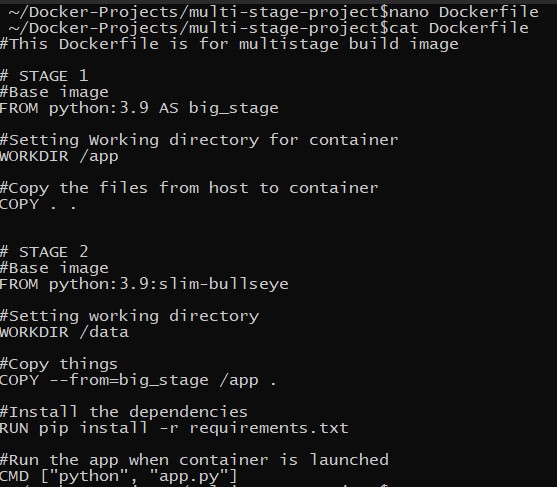 ~/Docker-Projects/multi-stage-project$nano Dockerfile
~/Docker-Projects/multi-stage-project$cat Dockerfile
#This Dockerfile is for multistage build image
# STAGE 1
#Base image
FROM python:3.9 AS big_stage
#Setting Working directory for container
WORKDIR /app
#Copy the files from host to container
COPY . .
# STAGE 2
#Base image
FROM python:3.9:slim-bullseye
#Setting working directory
WORKDIR /data
#Copy things
COPY --from=big_stage /app .
#Install the dependencies
RUN pip install -r requirements.txt
#Run the app when container is launched
CMD ["python", "app.py"]